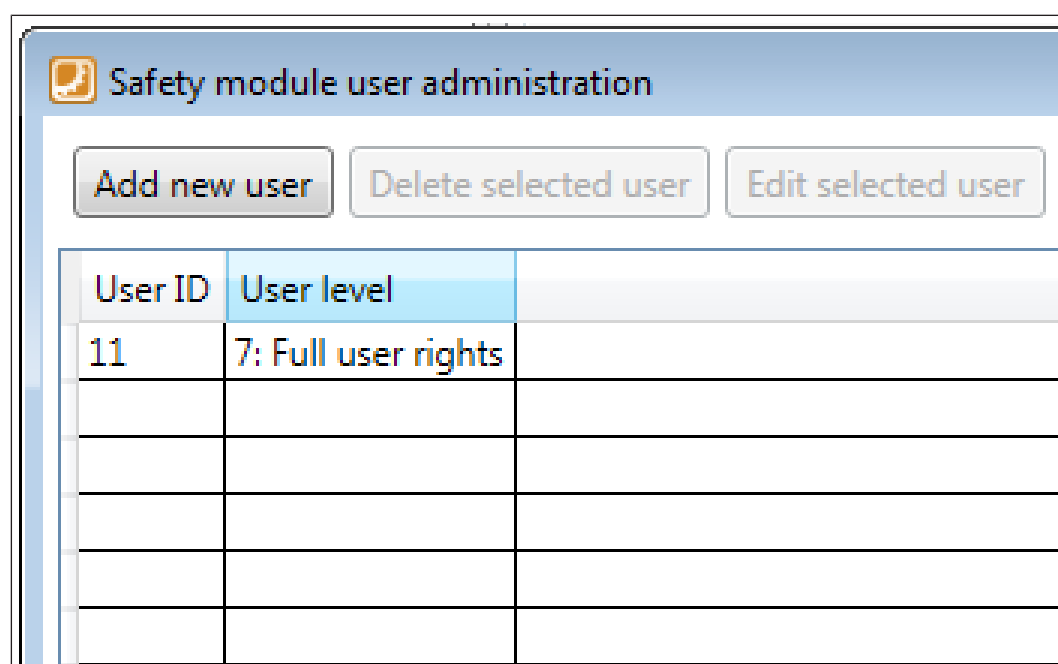 Safety module user administration
Add new user Delete selected user Edit selected user
User ID User level
11 7: Full user rights